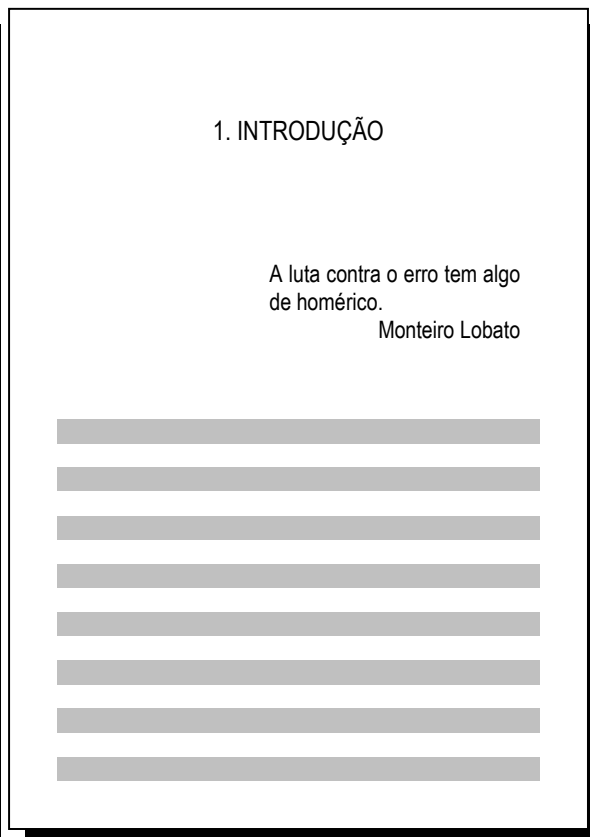 1. INTRODUÇÃO
A luta contra o erro tem algo
de homérico.
Monteiro Lobato